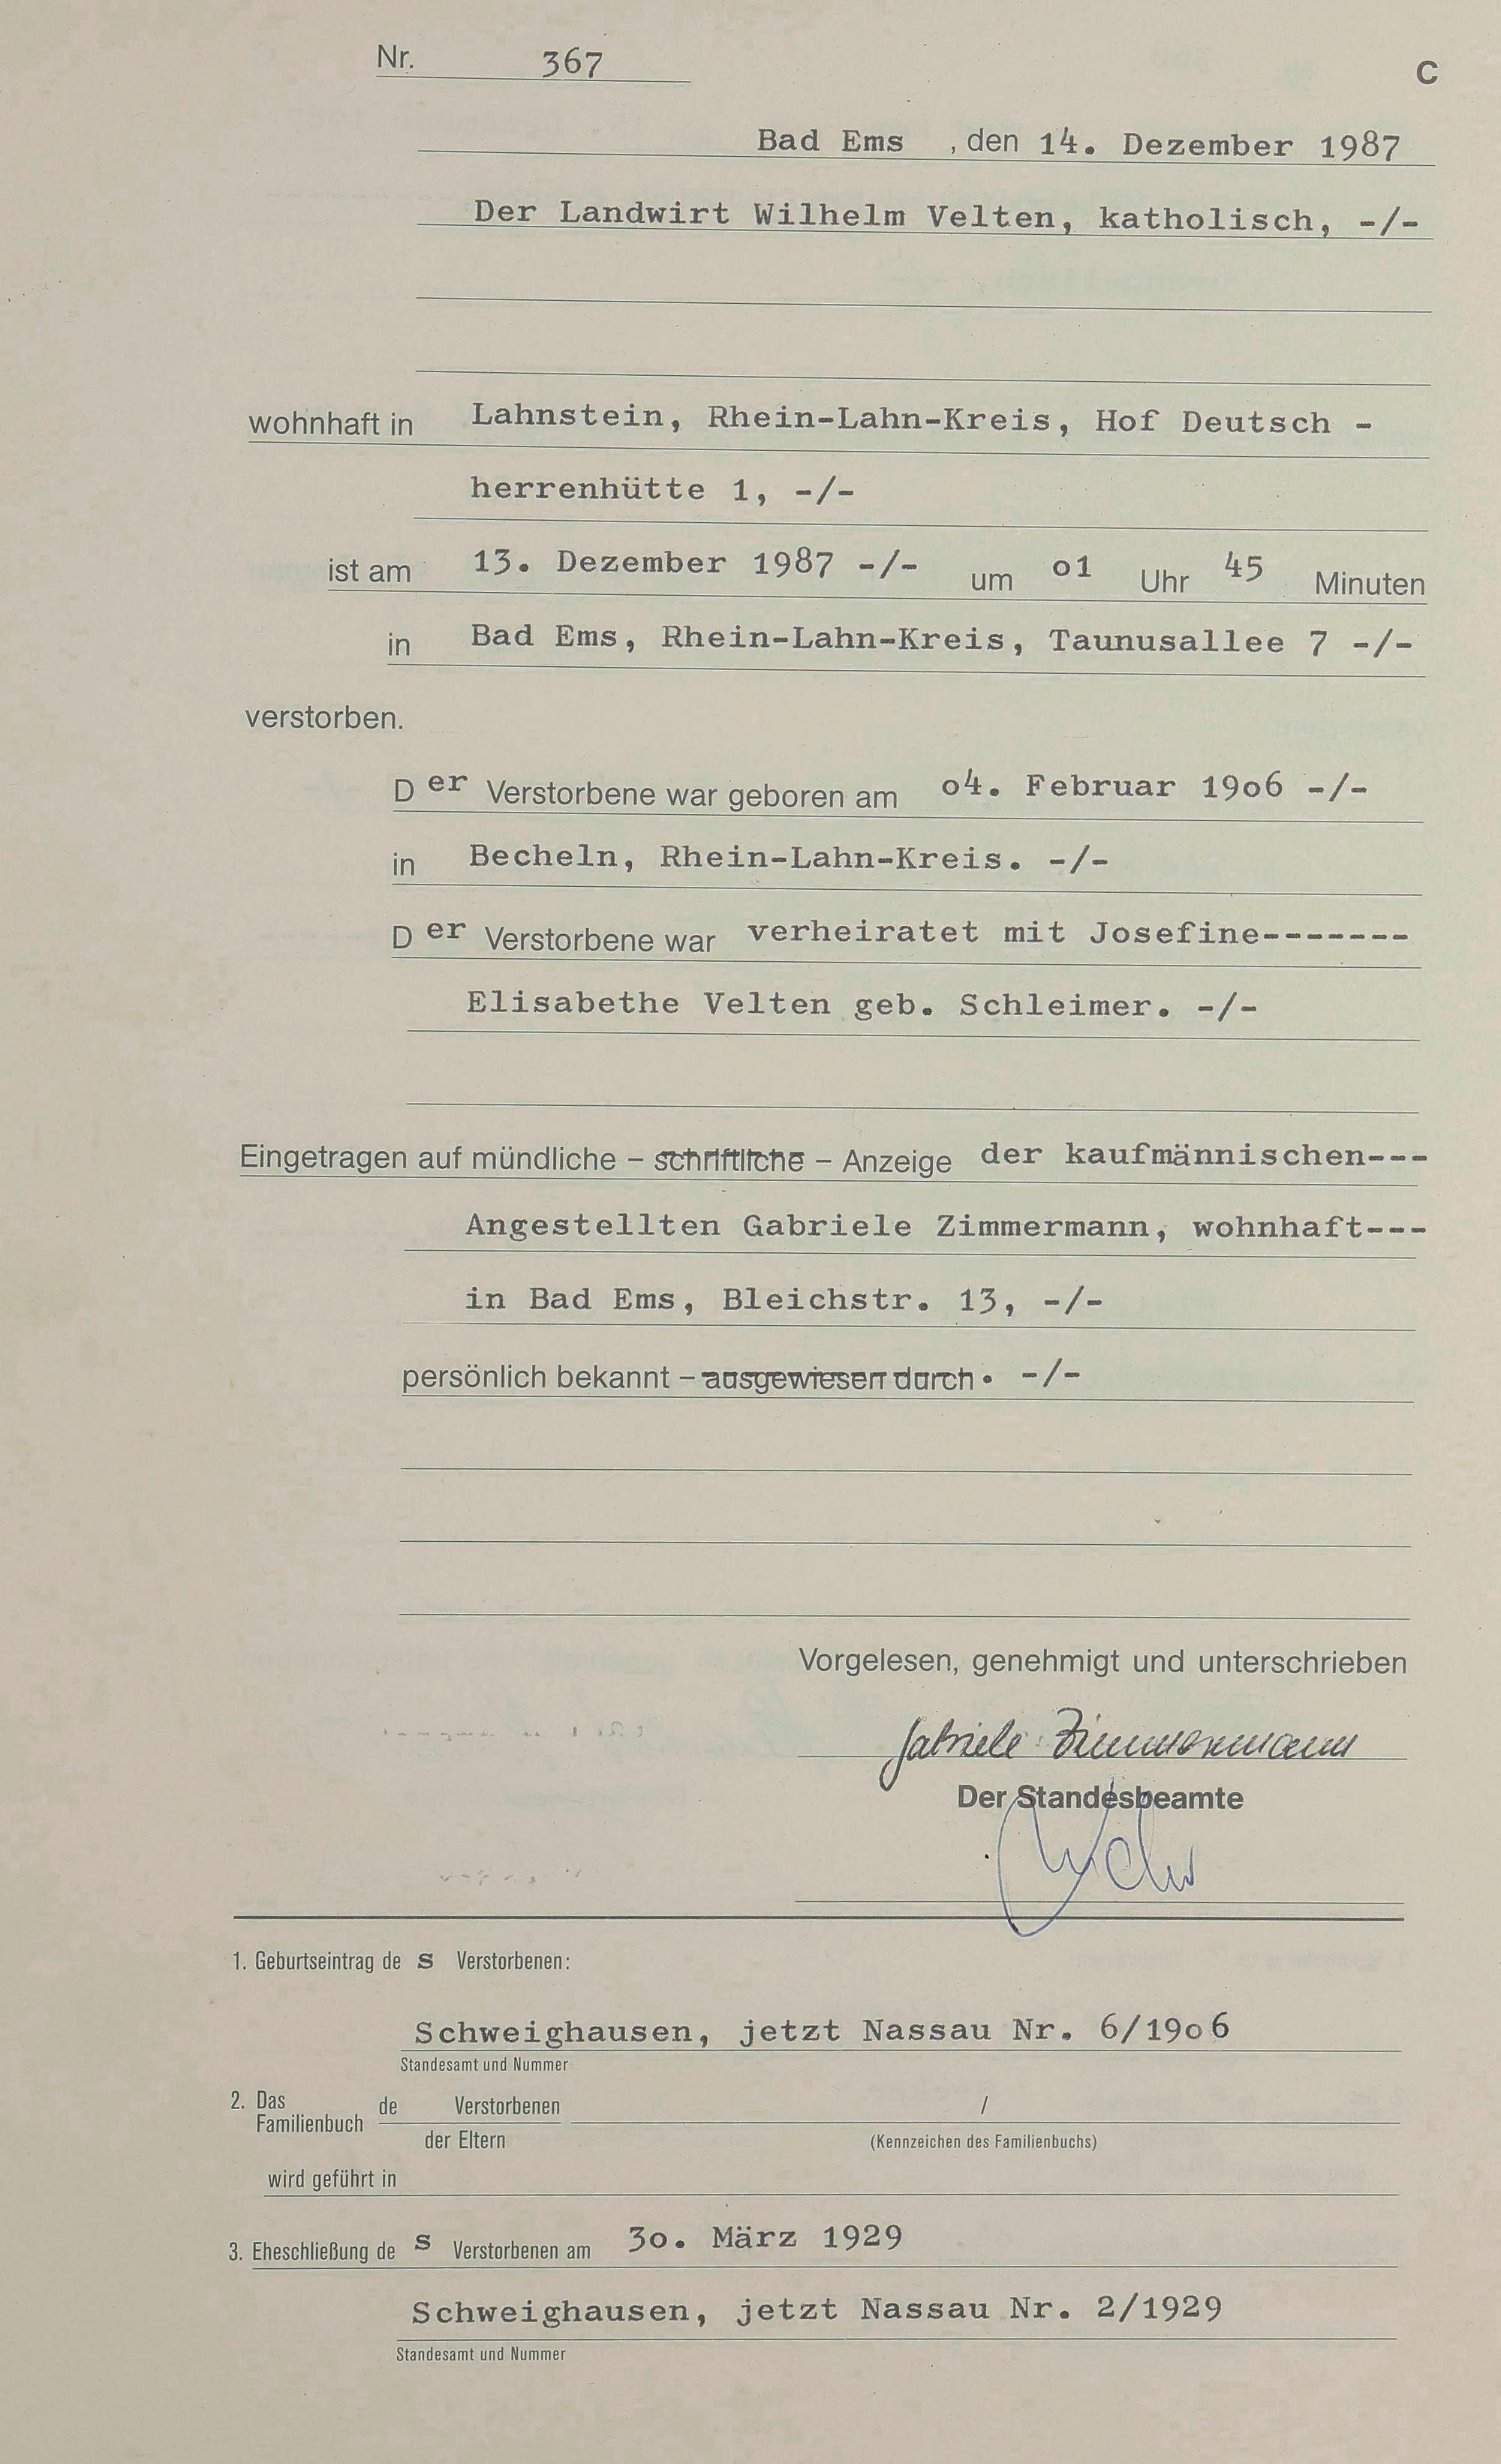 Nr. 367
C
Bad Ems , den 14. Dezember 1987
Der Landwirt Wilhelm Velten, katholisch, -/-
wohnhaft in Lahnstein, Rhein-Lahn-Kreis, Hof Deutsch -
herrenhütte 1, -/-
ist am 13. Dezember 1987 -/- um o1 Uhr 45 Minuten
in Bad Ems, Rhein-Lahn-Kreis, Taunusallee 7 -/-
verstorben.
Der Verstorbene war geboren am o4. Februar 19o6 -/-
in Becheln, Rhein-Lahn-Kreis. -/-
Der Verstorbene war verheiratet mit Josefine-------
Elisabethe Velten geb. Schleimer. -/-
Eingetragen auf mündliche – schriftliche – Anzeige der kaufmännischen---
Angestellten Gabriele Zimmermann, wohnhaft---
in Bad Ems, Bleichstr. 13, -/-
persönlich bekannt – ausgewiesen durch. -/-
Vorgelesen, genehmigt und unterschrieben
Gabriele Zimmermann
Der Standesbeamte
1. Geburtseintrag des Verstorbenen:
Schweighausen, jetzt Nassau Nr. 6/19o6
Standesamt und Nummer
2. Das Familienbuch de Verstorbenen /
der Eltern (Kennzeichen des Familienbuchs)
wird geführt in
3. Eheschließung des Verstorbenen am 3o. März 1929
Schweighausen, jetzt Nassau Nr. 2/1929
Standesamt und Nummer